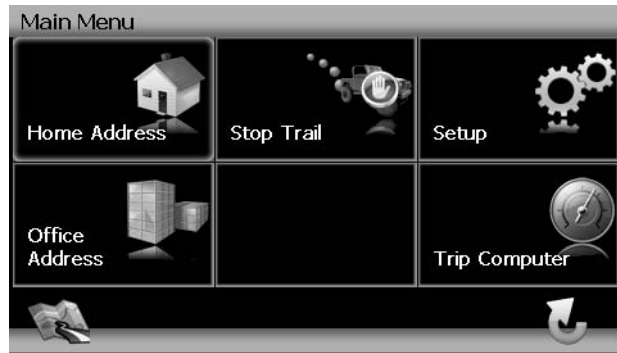 Main Menu
Home Address
Stop Trail
Setup
Office
Address
Trip Computer